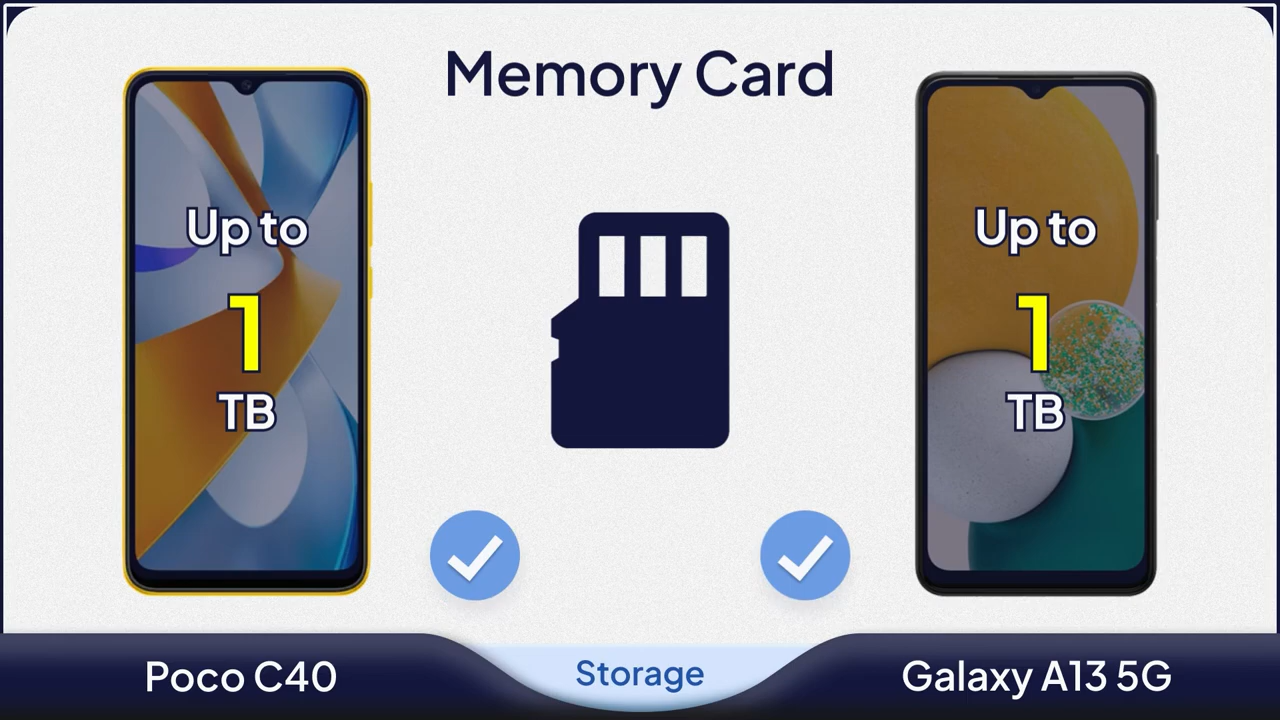 Memory Card
Up to
1
TB
Up to
1
TB
Poco C40
Storage
Galaxy A13 5G